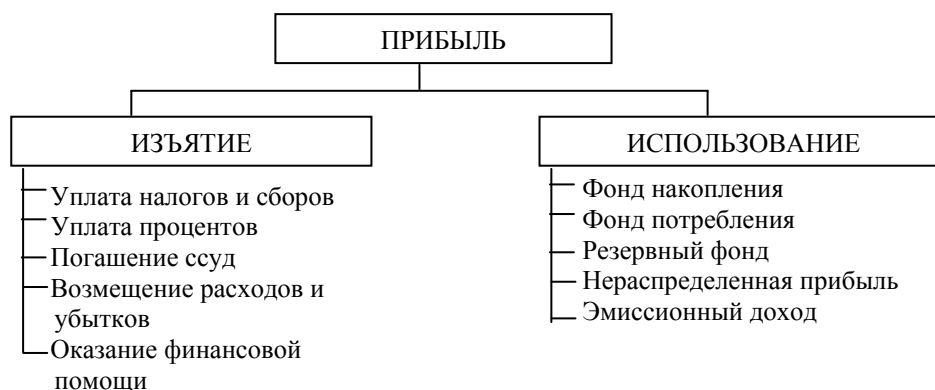 ПРИБЫЛЬ
ИЗЪЯТИЕ
Уплата налогов и сборов
Уплата процентов
Погашение ссуд
Возмещение расходов и
убытков
Оказание финансовой
помощи
ИСПОЛЬЗОВАНИЕ
Фонд накопления
Фонд потребления
Резервный фонд
Нераспределенная прибыль
Эмиссионный доход